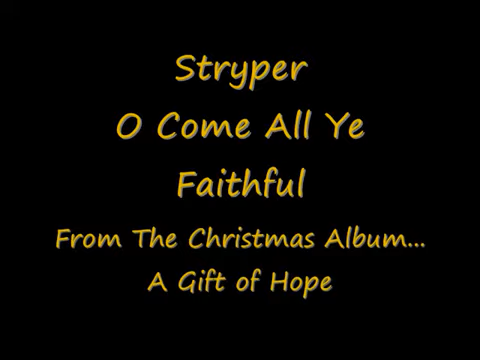 Stryper
O Come All Ye
Faithful
From The Christmas Album...
A Gift of Hope